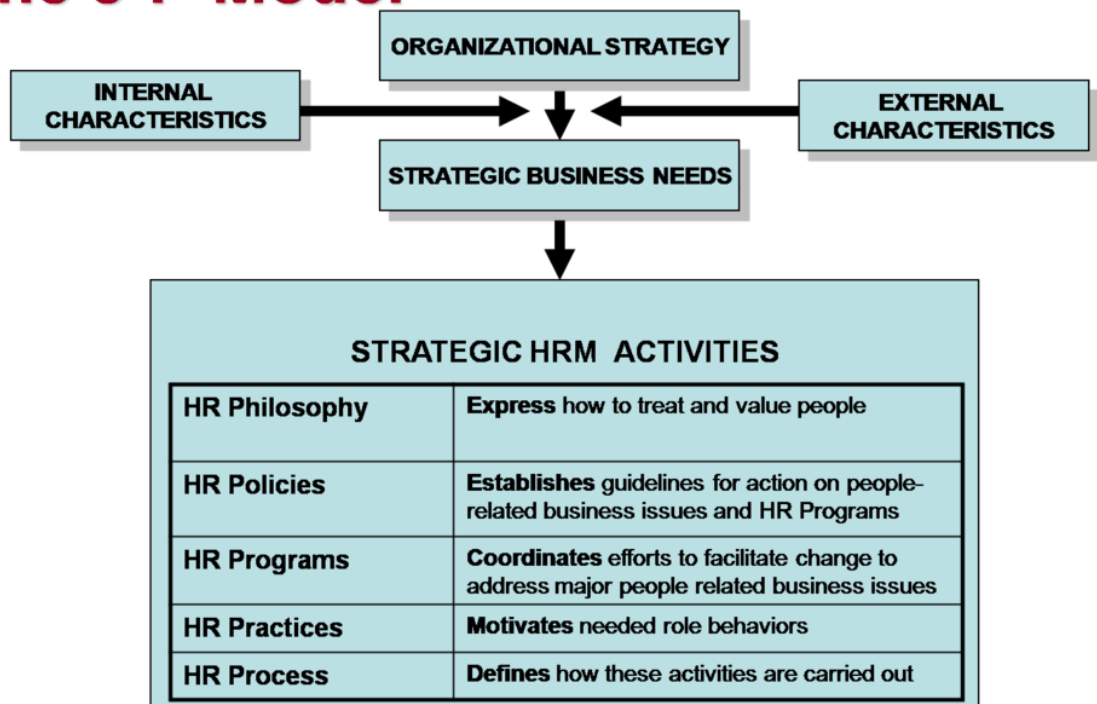 Model
ORGANIZATIONAL STRATEGY
INTERNAL
CHARACTERISTICS
EXTERNAL
CHARACTERISTICS
STRATEGIC BUSINESS NEEDS
STRATEGIC HRM ACTIVITIES
HR Philosophy
Express how to treat and value people
HR Policies
Establishes guidelines for action on people-
related business issues and HR Programs
HR Programs
Coordinates efforts to facilitate change to
address major people related business issues
HR Practices
Motivates needed role behaviors
HR Process
Defines how these activities are carried out